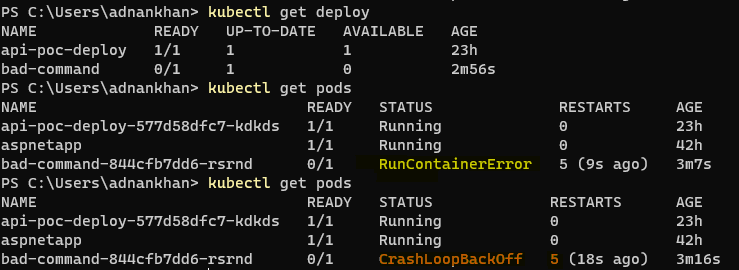 PS C:\Users\adnankhan> kubectl get deploy
NAME READY UP-TO-DATE AVAILABLE AGE
api-poc-deploy 1/1 1 1 23h
bad-command 0/1 1 0 2m56s
PS C:\Users\adnankhan> kubectl get pods
NAME READY STATUS RESTARTS AGE
api-poc-deploy-577d58dfc7-kdkds 1/1 Running 0 23h
aspnetapp 1/1 Running 0 42h
bad-command-844cfb7dd6-rsrnd 0/1 RunContainerError 5 (9s ago) 3m7s
PS C:\Users\adnankhan> kubectl get pods
NAME READY STATUS RESTARTS AGE
api-poc-deploy-577d58dfc7-kdkds 1/1 Running 0 23h
aspnetapp 1/1 Running 0 42h
bad-command-844cfb7dd6-rsrnd 0/1 CrashLoopBackOff 5 (18s ago) 3m16s